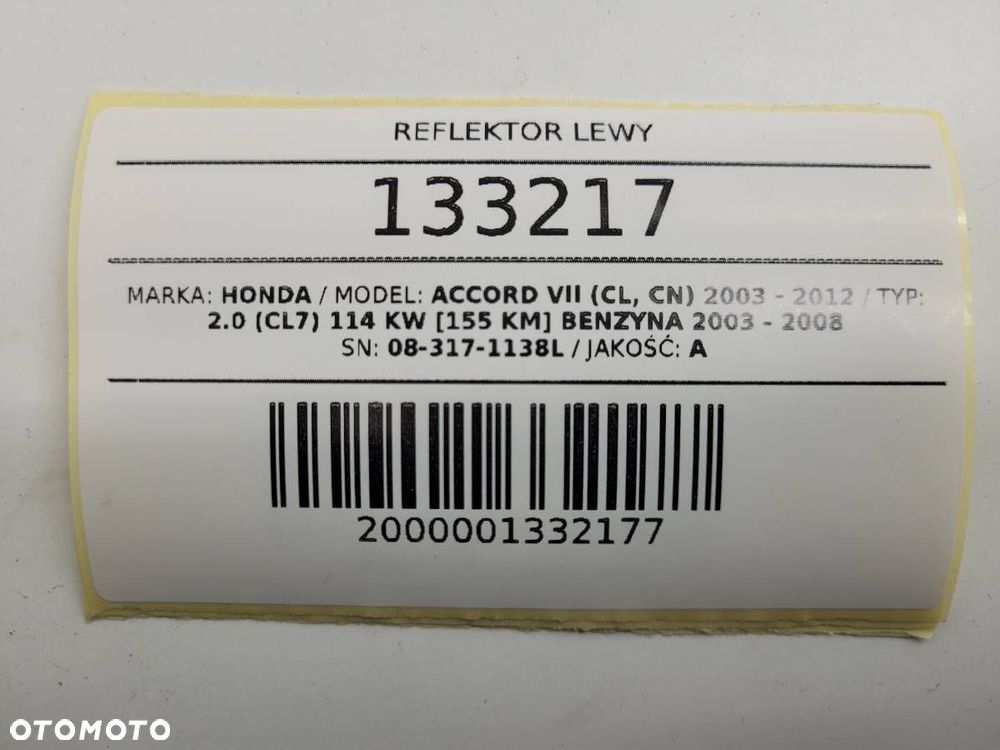 REFLEKTOR LEWY
133217
MARKA: HONDA / MODEL: ACCORD VII (CL, CN) 2003 - 2012 / TYP:
2.0 (CL7) 114 KW [155 KM] BENZYNA 2003 - 2008
SN: 08-317-1138L / JAKOŚĆ: A
2000001332177
OTOMOTO